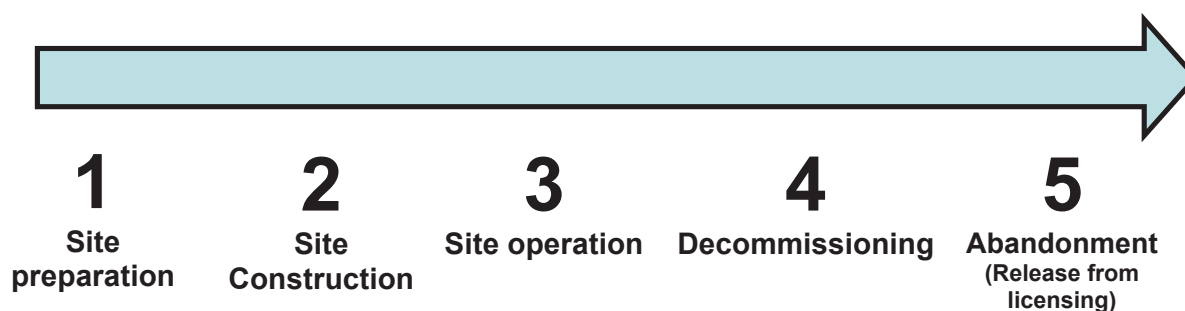 1
Site
preparation
2
Site
Construction
3
Site operation
4
Decommissioning
5
Abandonment
(Release from
licensing)